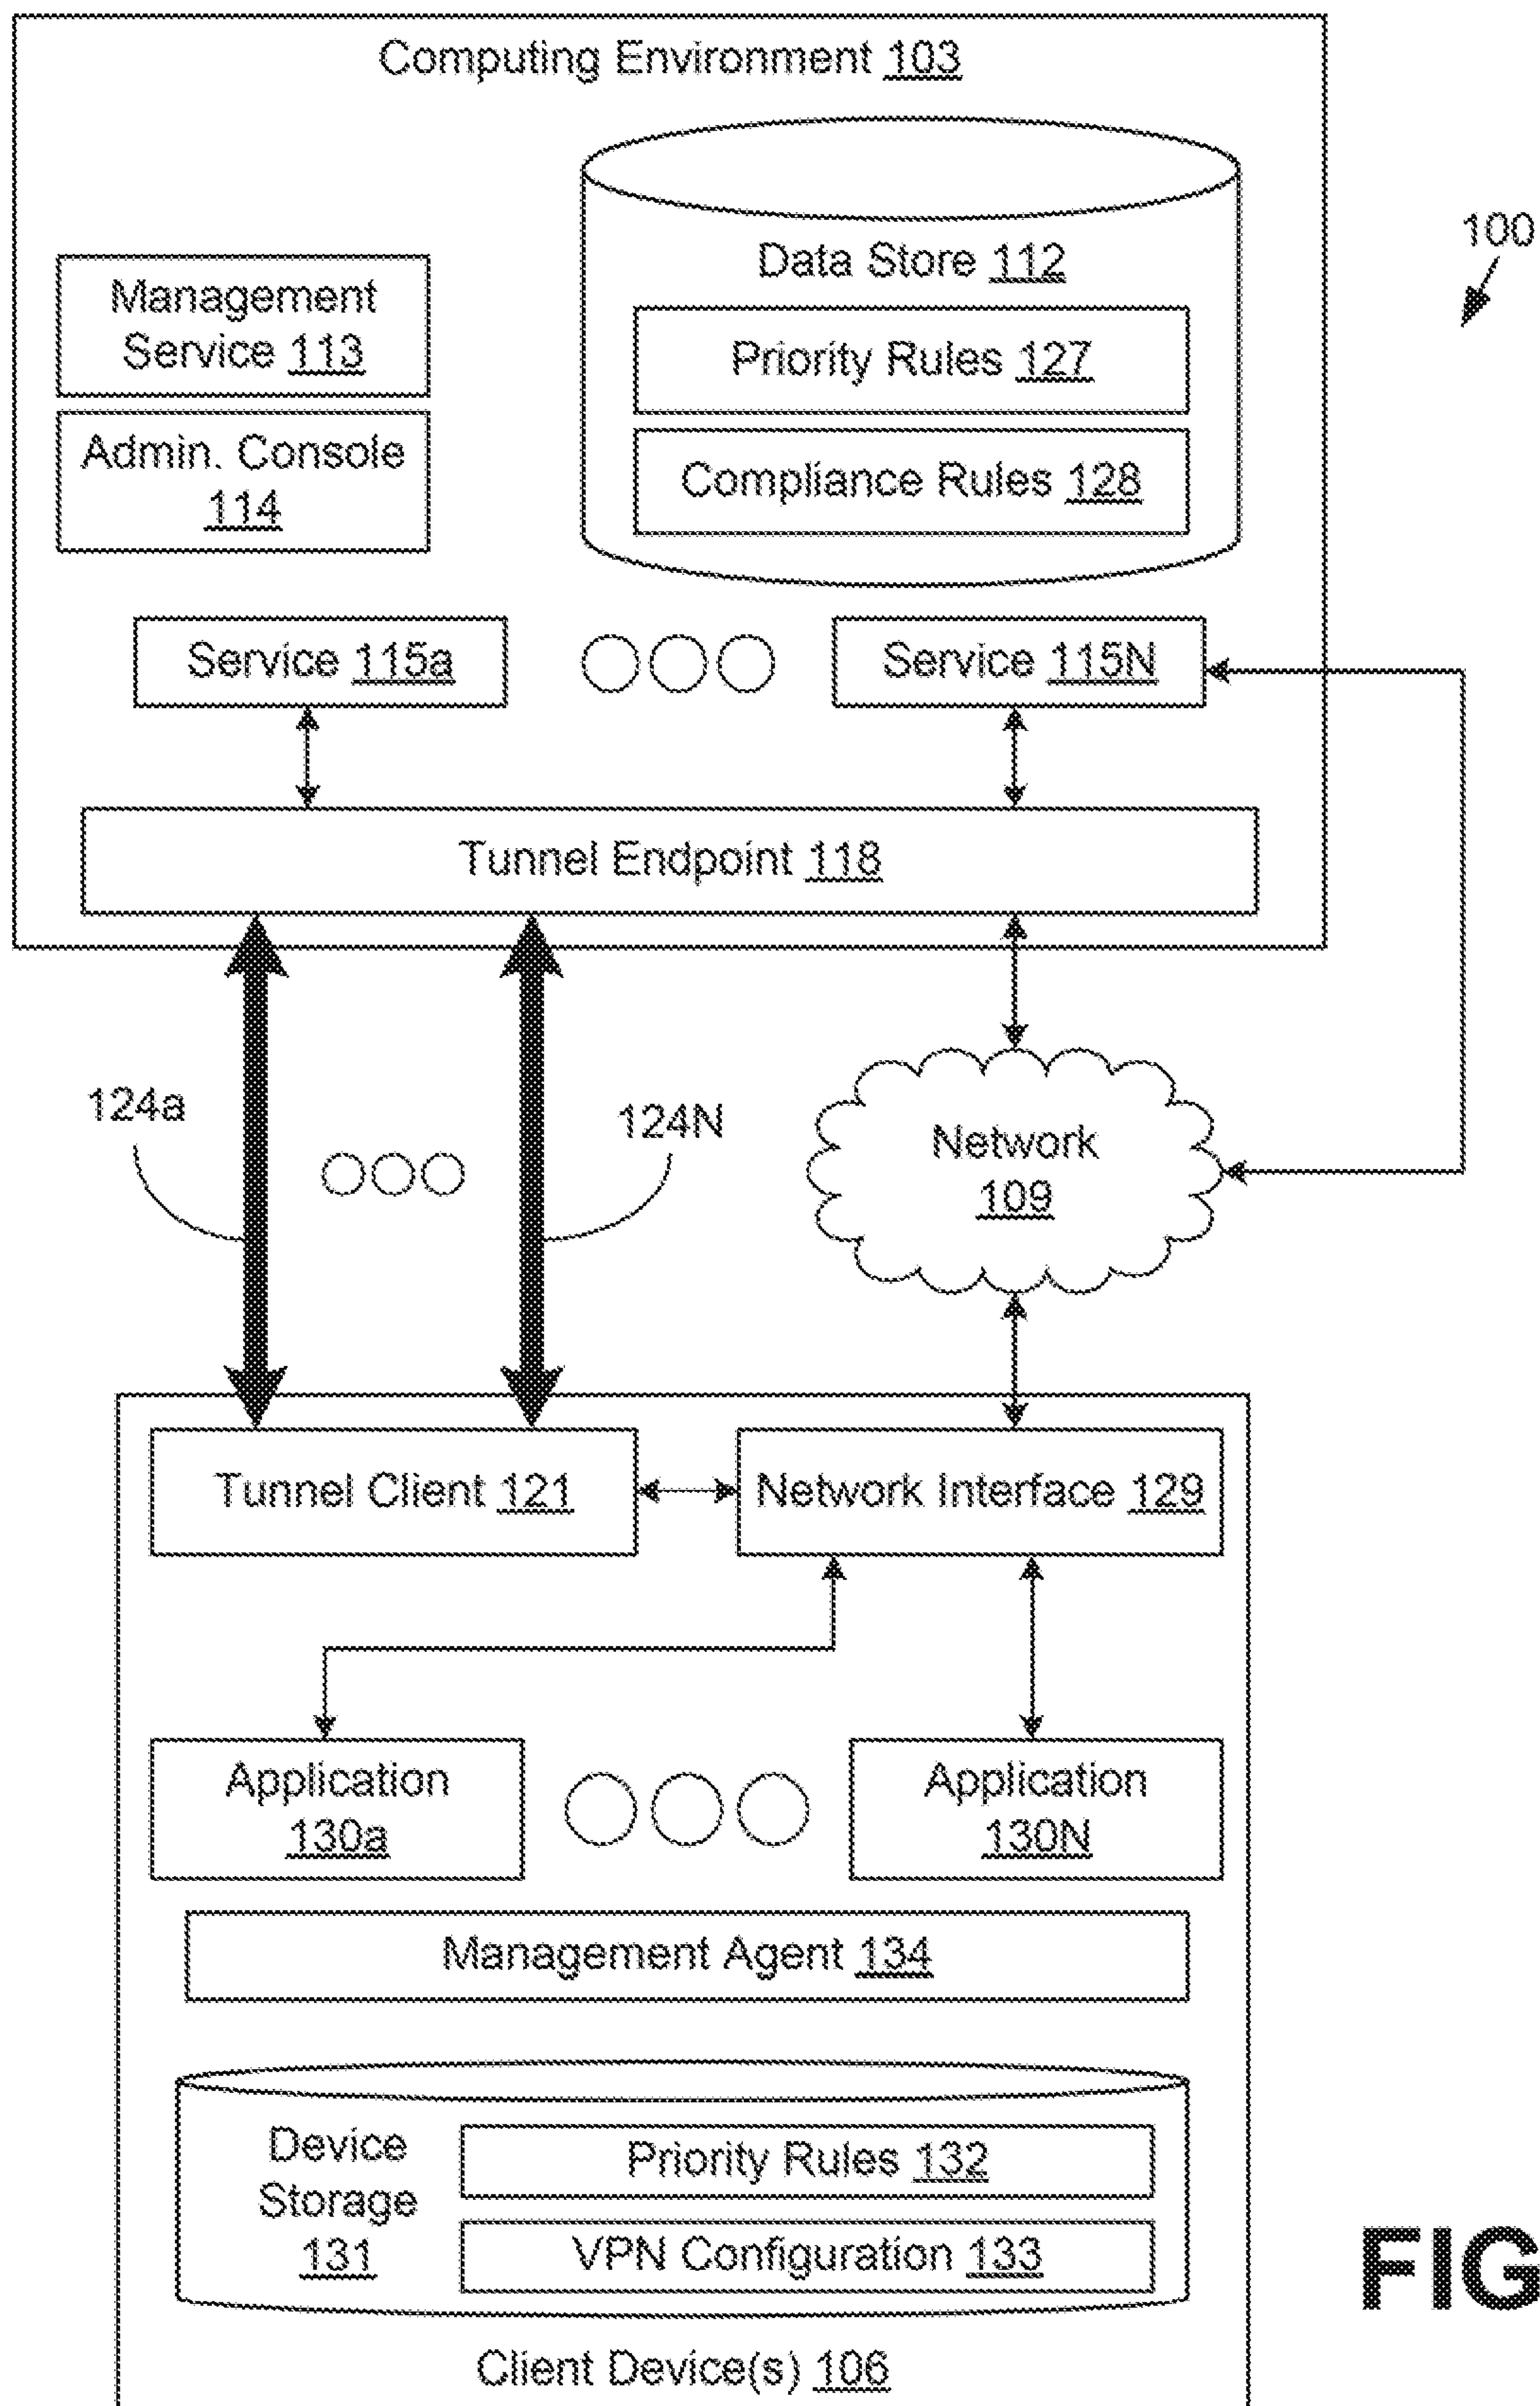 Computing Environment 103
100
Data Store 112
Management
Service 113
Priority Rules 127
Admin. Console
114
Compliance Rules 128
Service 115a
Service 115N
Tunnel Endpoint 118
124a
124N
Network
109
Tunnel Client 121
Network Interface 129
Application
130a
Application
130N
Management Agent 134
Device
Storage
131
Priority Rules 132
VPN Configuration 133
FIG
Client Device(s) 106